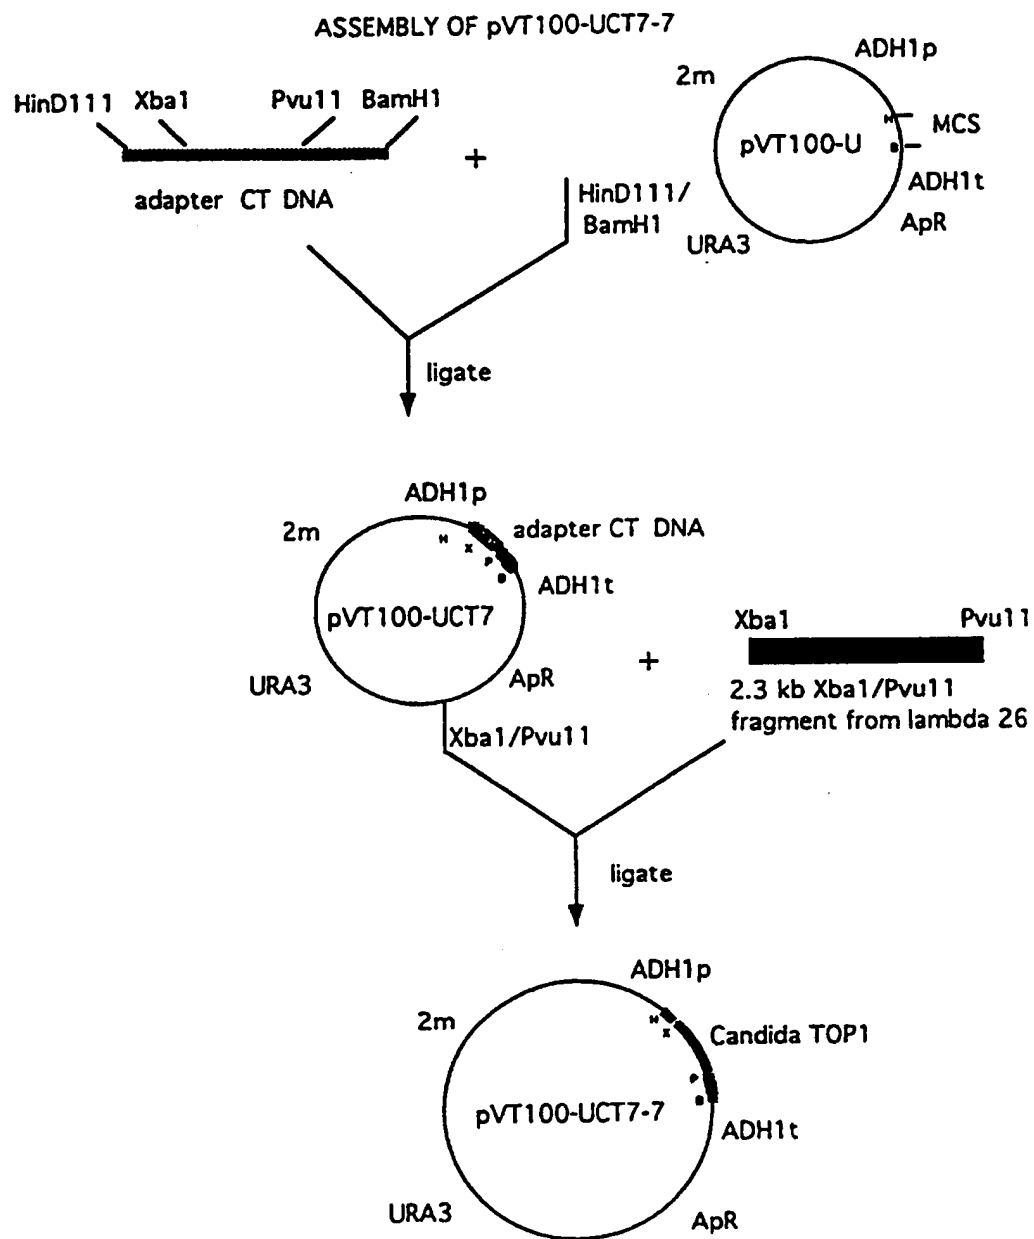 ASSEMBLY OF pVT100-UCT7-7
HinD111 Xba1 Pvu11 BamH1
adapter CT DNA
+
HinD111/
BamH1
2m
ADH1p
pVT100-U
H
B
MCS
ADH1t
ApR
URA3
ligate
ADH1p
2m
adapter CT DNA
H
X
P
B
ADH1t
pVT100-UCT7
URA3
ApR
Xba1/Pvu11
+
Xba1 Pvu11
2.3 kb Xba1/Pvu11
fragment from lambda 26
ligate
ADH1p
2m
H
X
Candida TOP1
P
B
pVT100-UCT7-7
ADH1t
URA3
ApR